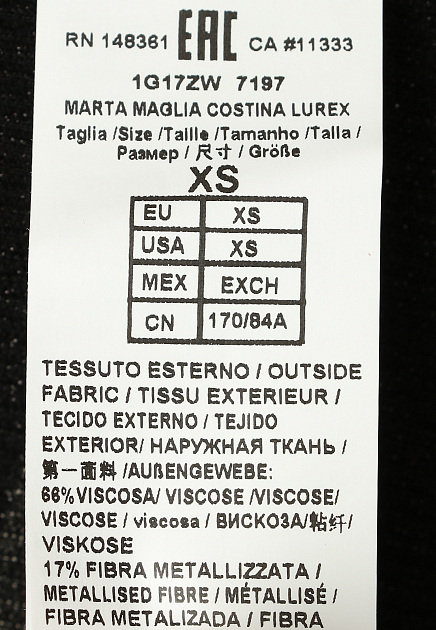 RN 148361 EAC CA #11333
1G17ZW 7197
MARTA MAGLIA COSTINA LUREX
Taglia /Size /Taille /Tamanho /Talla /
Размер / 尺寸 / Größe
XS
EU XS
USA XS
MEX EXCH
CN 170/84A
TESSUTO ESTERNO / OUTSIDE
FABRIC / TISSU EXTERIEUR /
TECIDO EXTERNO / TEJIDO
EXTERIOR/ НАРУЖНАЯ ТКАНЬ /
第一面料 /AUßENGEWEBE:
66% VISCOSA/ VISCOSE /VISCOSE/
VISCOSE / viscosa / ВИСКОЗА/粘纤/
VISKOSE
17% FIBRA METALLIZZATA /
METALLISED FIBRE / MÉTALLISÉ /
FIBRA METALIZADA / FIBRA